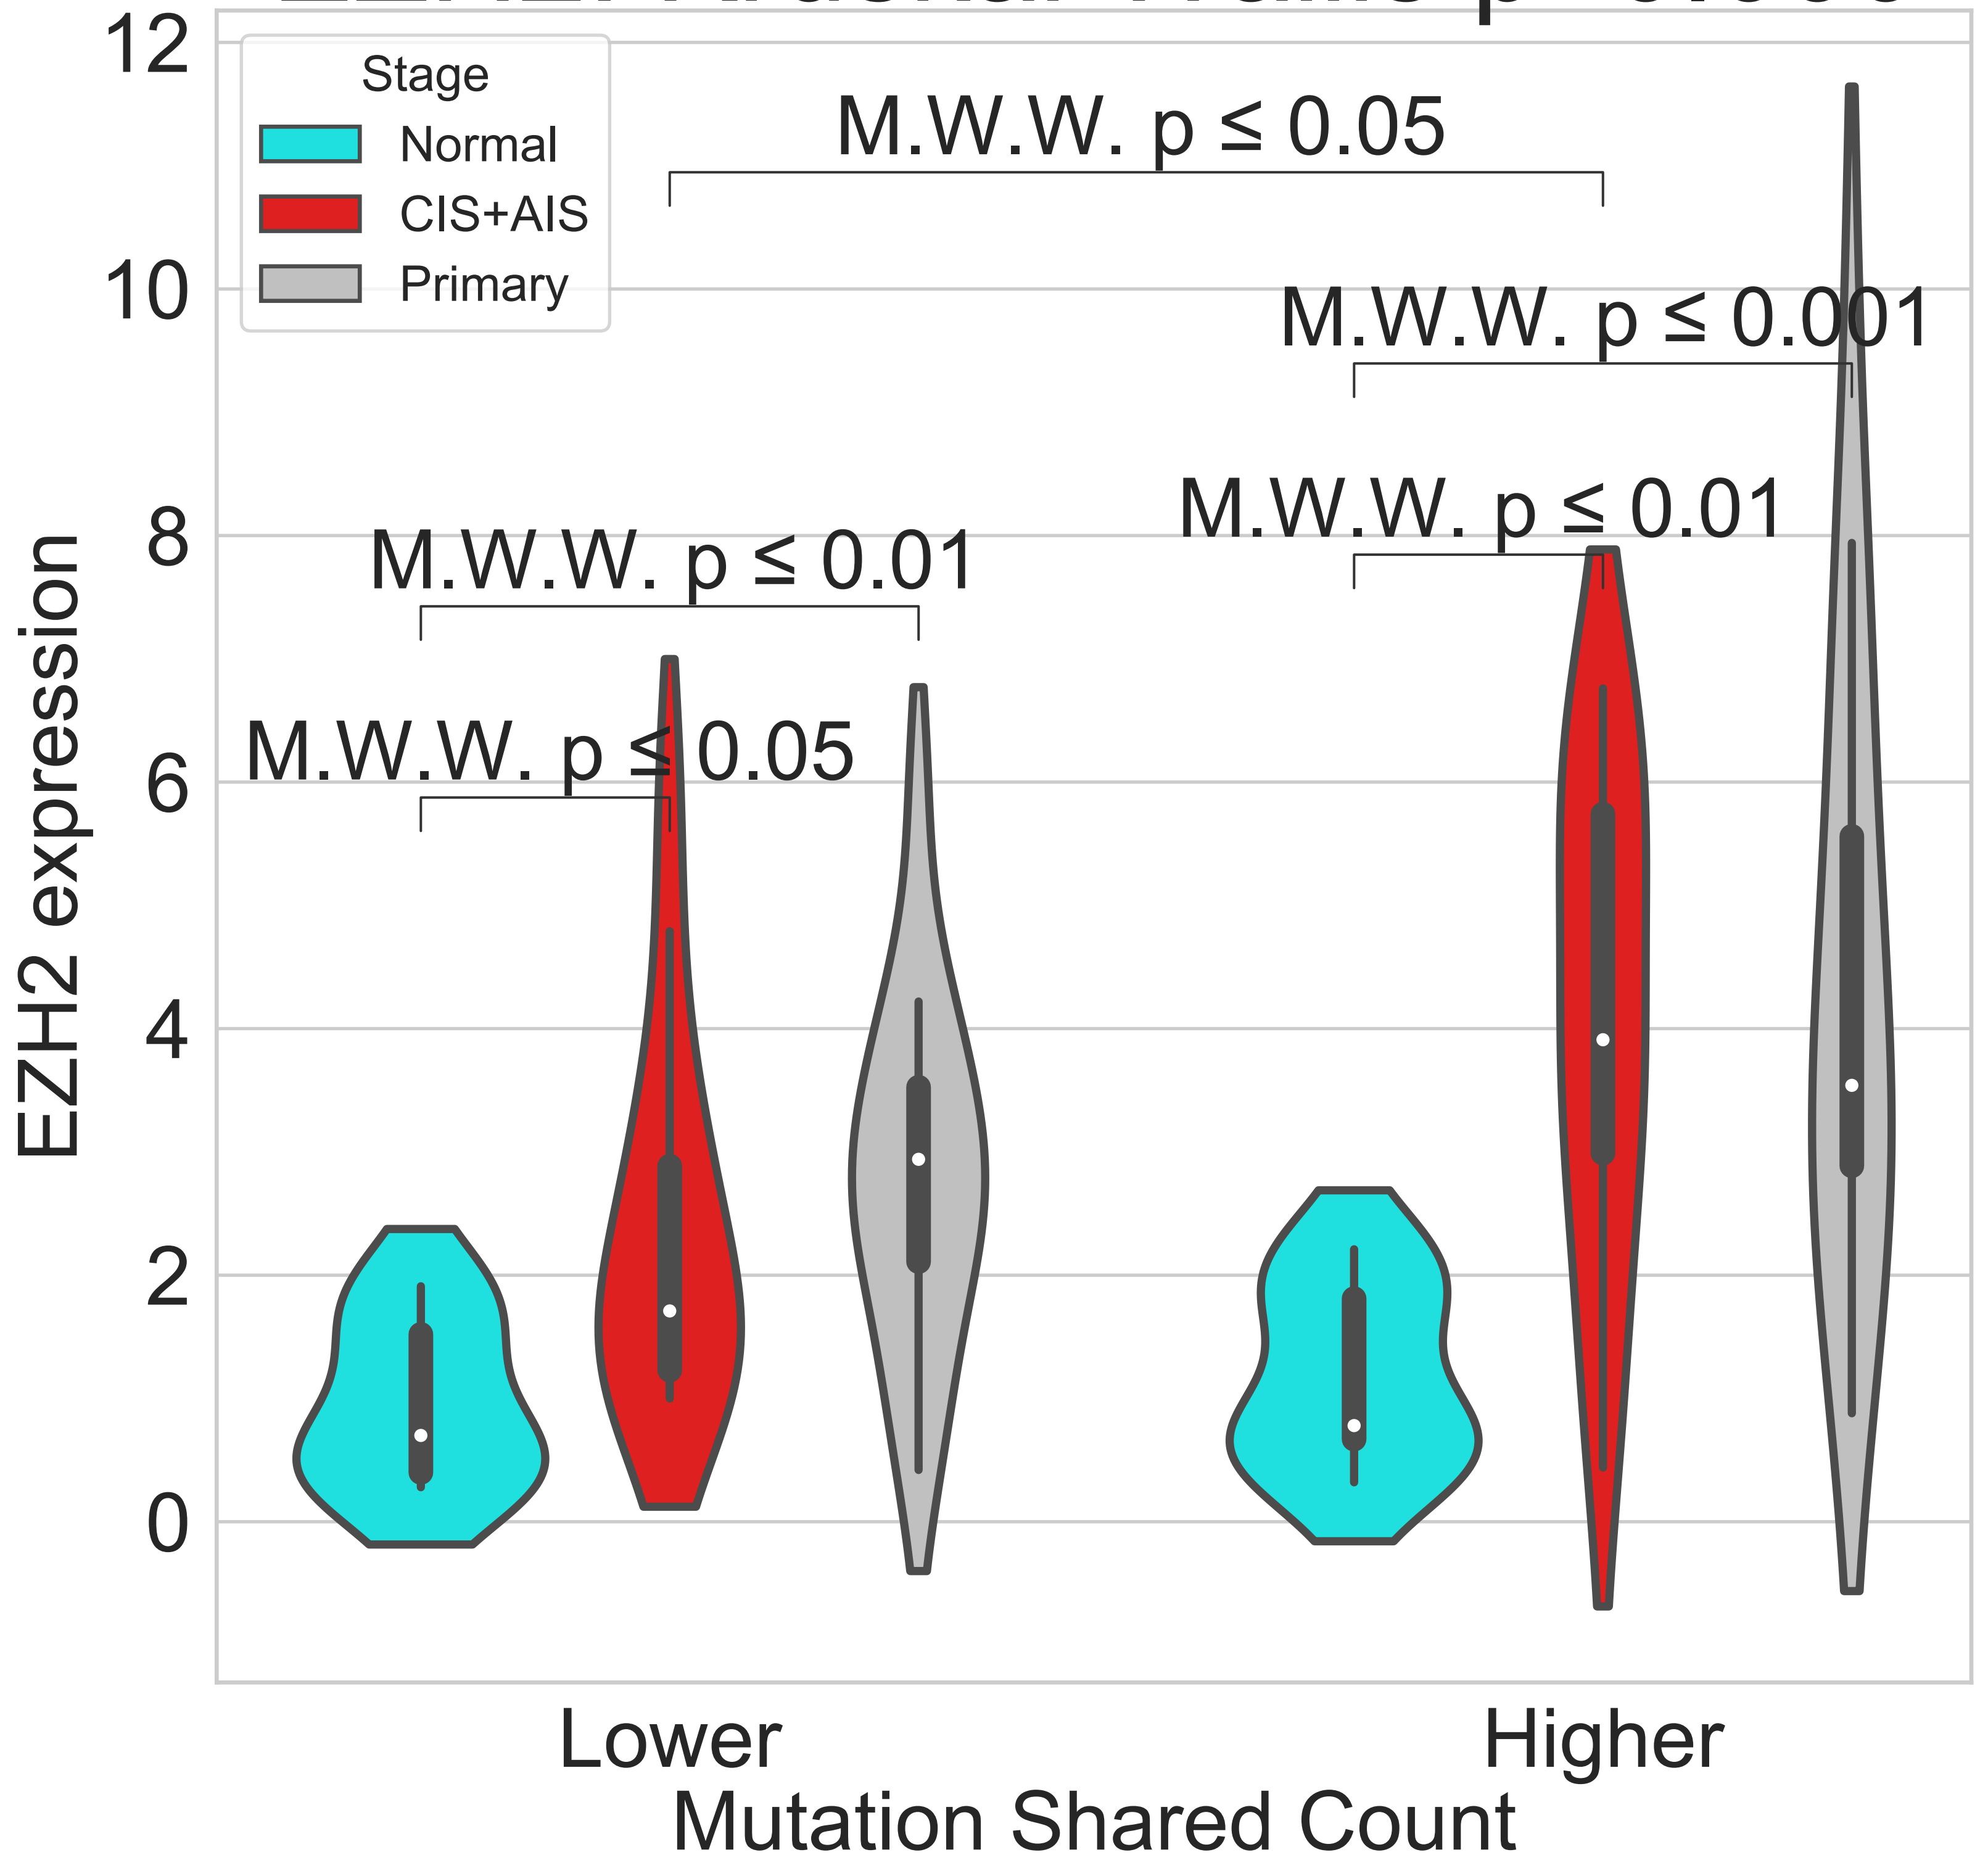 12
10
8
6
4
2
0
EZH2 expression
Stage
Normal
CIS+AIS
Primary
M.W.W. p ≤ 0.05
M.W.W. p ≤ 0.001
M.W.W. p ≤ 0.01
M.W.W. p ≤ 0.01
M.W.W. p ≤ 0.05
Lower
Higher
Mutation Shared Count